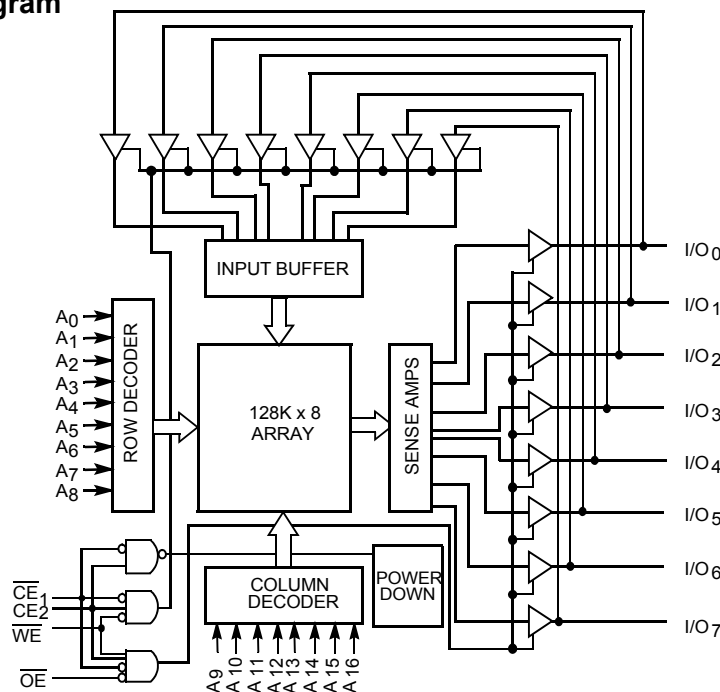 gram
INPUT BUFFER
I/O0
I/O1
I/O2
I/O3
I/O4
I/O5
I/O6
I/O7
A0
A1
A2
A3
A4
A5
A6
A7
A8
ROW DECODER
128K x 8
ARRAY
SENSE AMPS
COLUMN
DECODER
POWER
DOWN
CE1
CE2
WE
OE
A9
A10
A11
A12
A13
A14
A15
A16